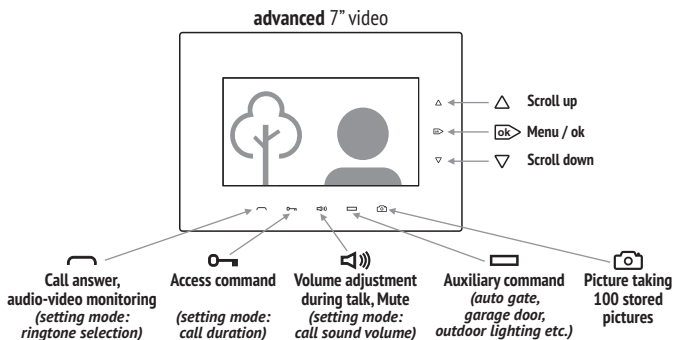 advanced 7” video
Scroll up
ok Menu / ok
Scroll down
Call answer,
audio-video monitoring
(setting mode:
ringtone selection)
Access command
(setting mode:
call duration)
Volume adjustment
during talk, Mute
(setting mode:
call sound volume)
Auxiliary command
(auto gate,
garage door,
outdoor lighting etc.)
Picture taking
100 stored
pictures